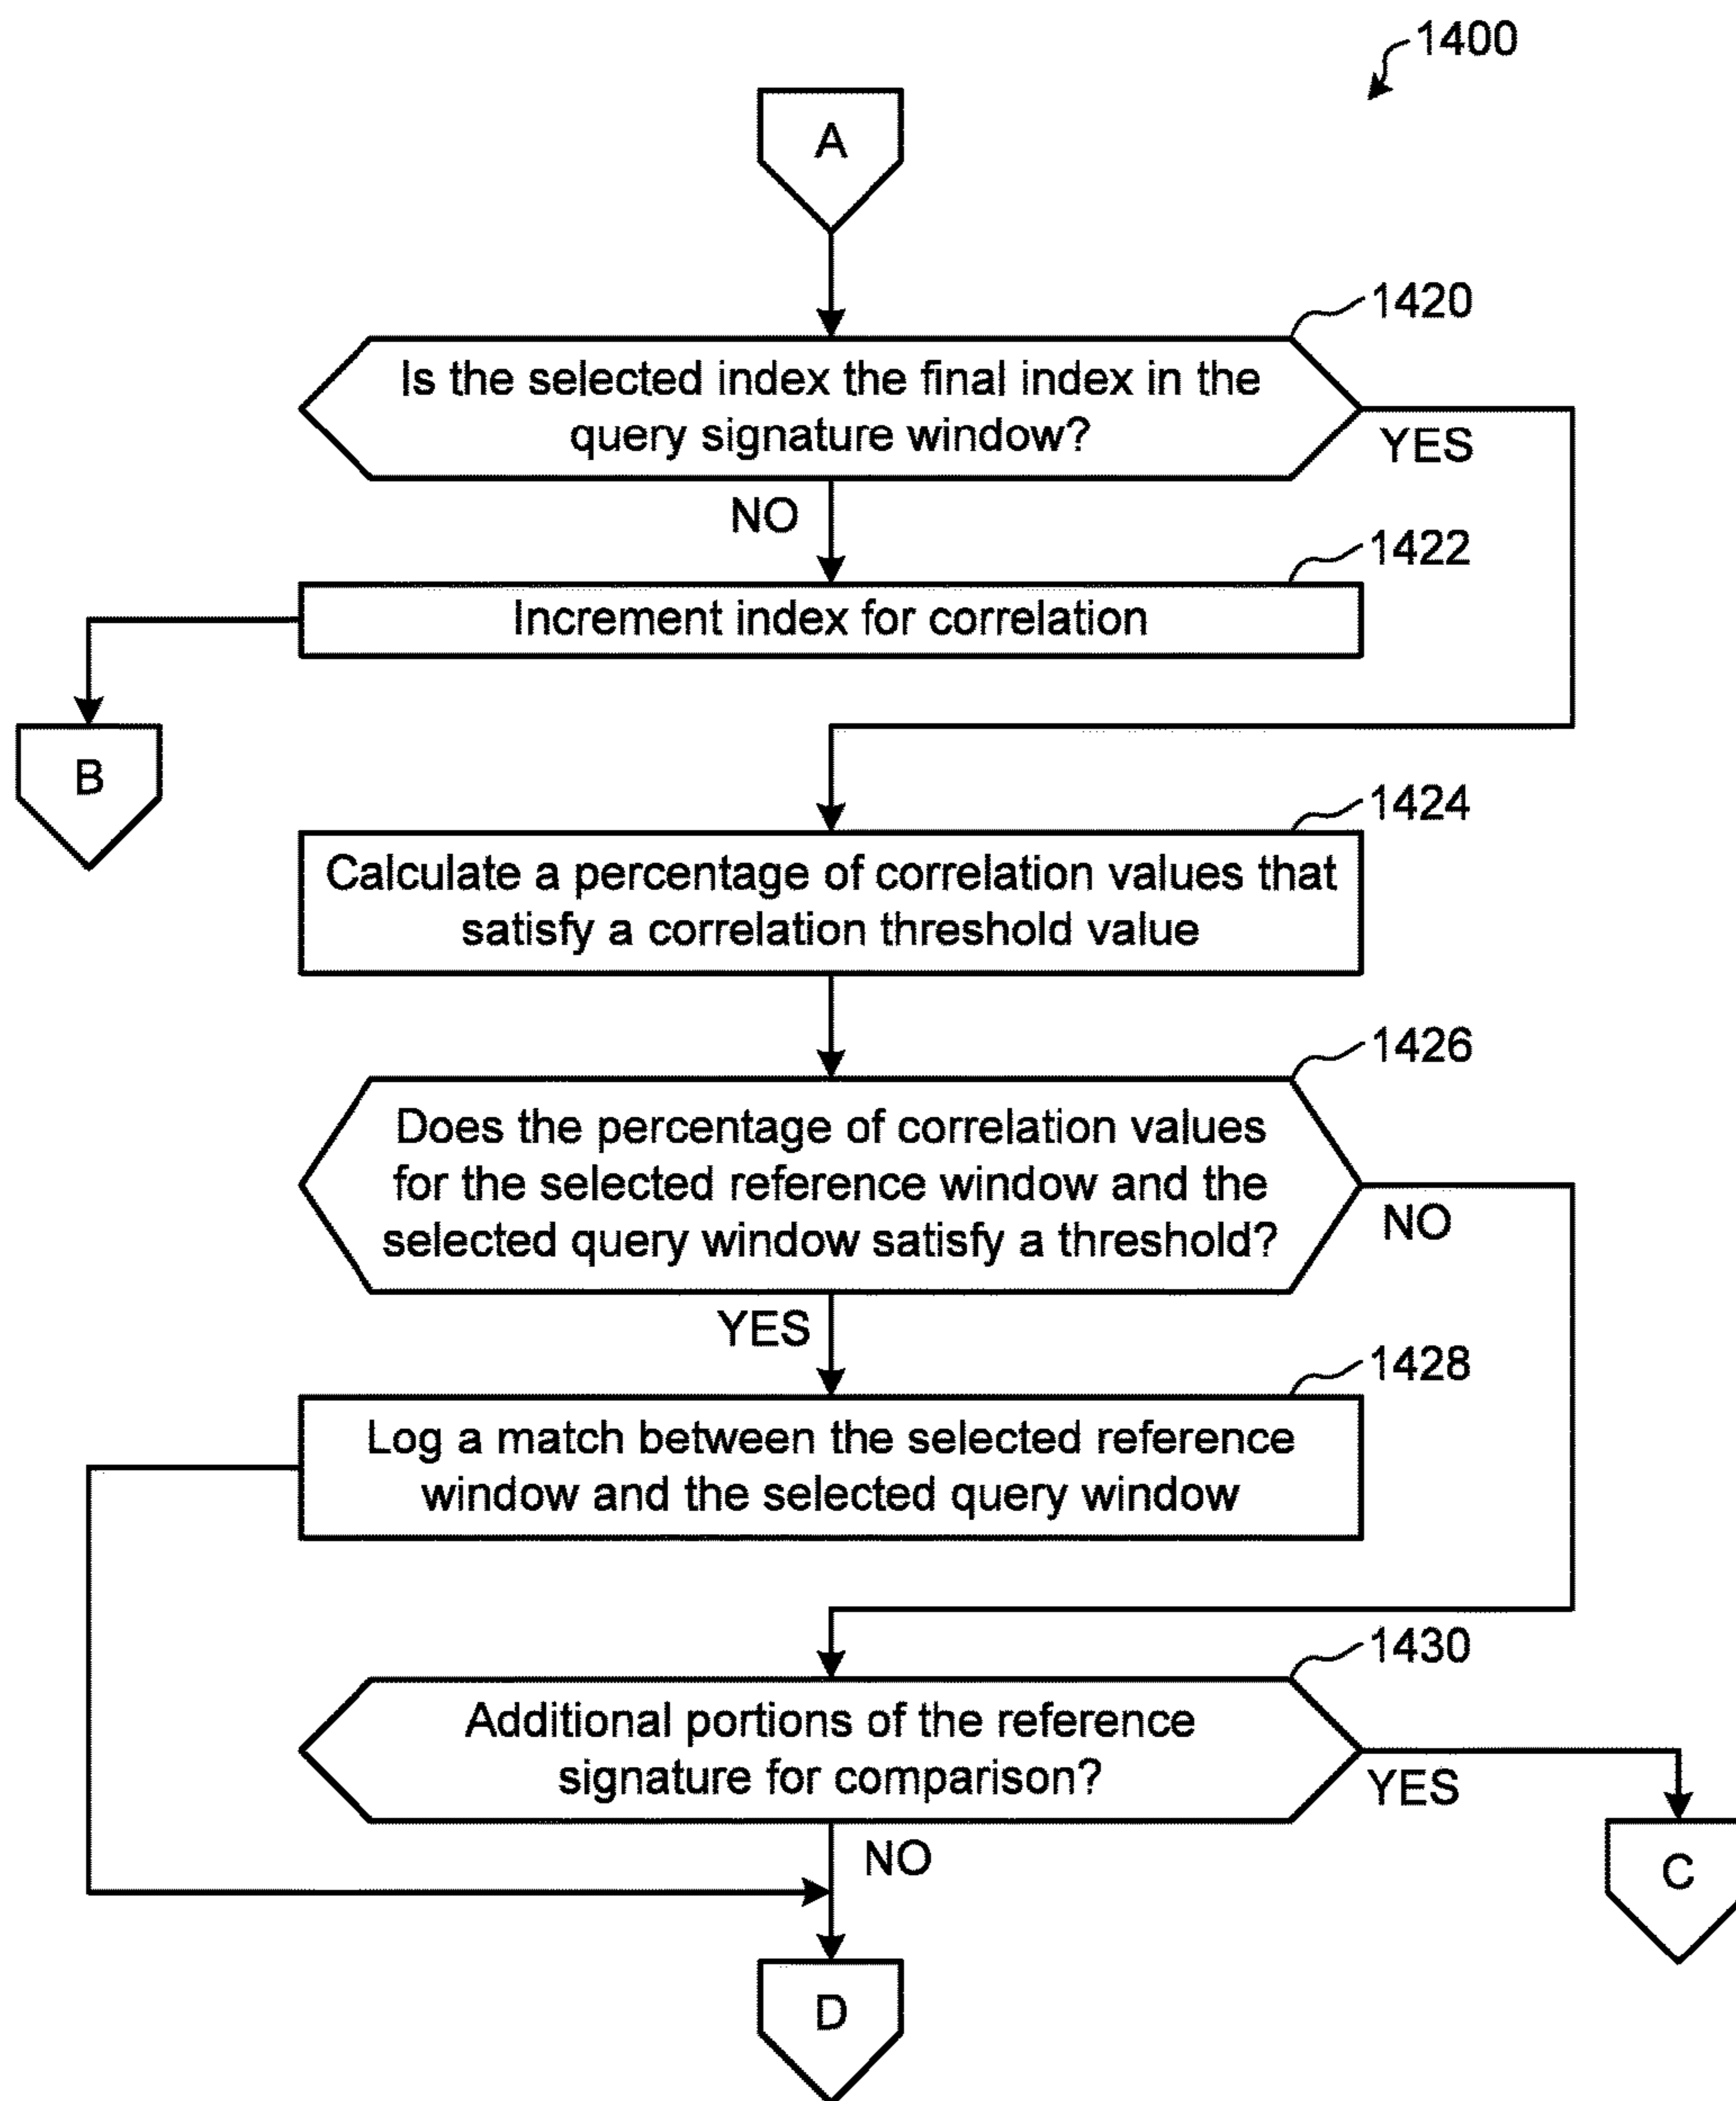 1400
A
1420
Is the selected index the final index in the
query signature window?
YES
NO
1422
Increment index for correlation
B
1424
Calculate a percentage of correlation values that
satisfy a correlation threshold value
1426
Does the percentage of correlation values
for the selected reference window and the
selected query window satisfy a threshold?
NO
YES
1428
Log a match between the selected reference
window and the selected query window
1430
Additional portions of the reference
signature for comparison?
YES
NO
C
D